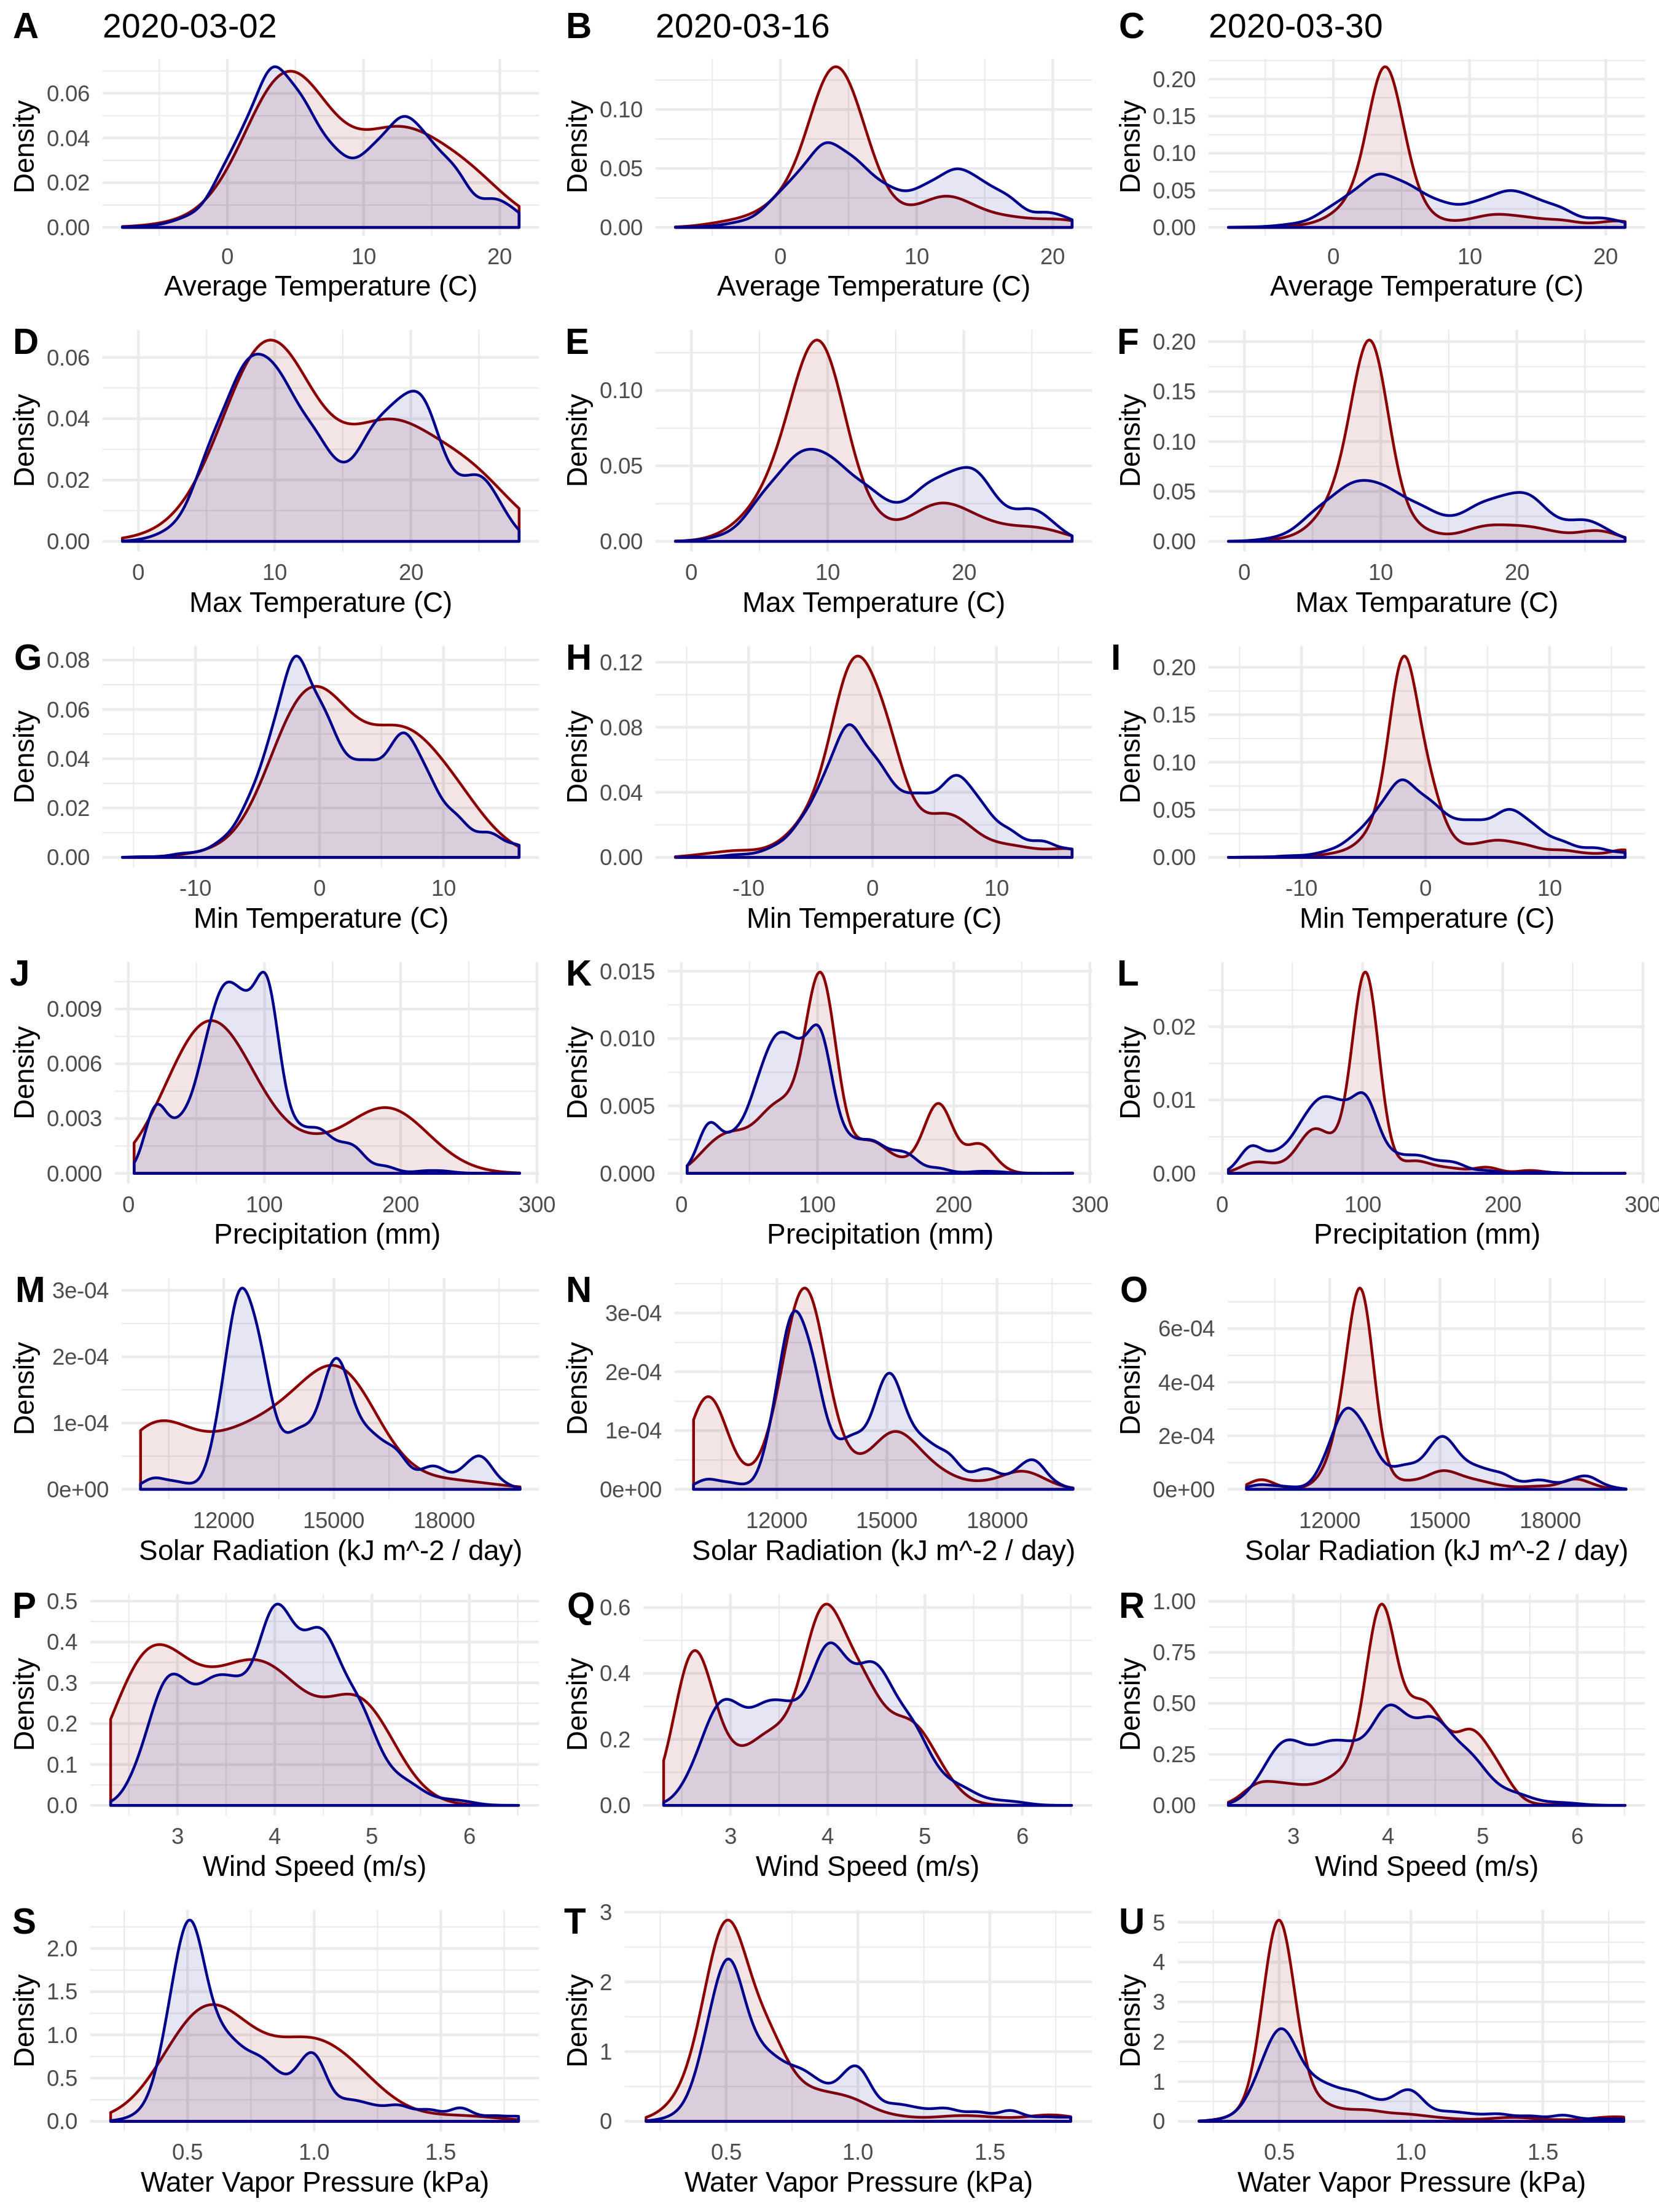 A 2020-03-02 B 2020-03-16 C 2020-03-30
Density 0.06 0.04 0.02 0.00 Density 0.10 0.05 0.00 Density 0.20 0.15 0.10 0.05 0.00
0 10 20 0 10 20 0 10 20
Average Temperature (C) Average Temperature (C) Average Temperature (C)
D E F
Density 0.06 0.04 0.02 0.00 Density 0.10 0.05 0.00 Density 0.20 0.15 0.10 0.05 0.00
0 10 20 0 10 20 0 10 20
Max Temperature (C) Max Temperature (C) Max Temparature (C)
G H I
Density 0.08 0.06 0.04 0.02 0.00 Density 0.12 0.08 0.04 0.00 Density 0.20 0.15 0.10 0.05 0.00
-10 0 10 -10 0 10 -10 0 10
Min Temperature (C) Min Temperature (C) Min Temperature (C)
J K L
Density 0.009 0.006 0.003 0.000 Density 0.015 0.010 0.005 0.000 Density 0.02 0.01 0.00
0 100 200 300 0 100 200 300 0 100 200 300
Precipitation (mm) Precipitation (mm) Precipitation (mm)
M N O
Density 3e-04 2e-04 1e-04 0e+00 Density 3e-04 2e-04 1e-04 0e+00 Density 6e-04 4e-04 2e-04 0e+00
12000 15000 18000 12000 15000 18000 12000 15000 18000
Solar Radiation (kJ m^-2 / day) Solar Radiation (kJ m^-2 / day) Solar Radiation (kJ m^-2 / day)
P Q R
Density 0.5 0.4 0.3 0.2 0.1 0.0 Density 0.6 0.4 0.2 0.0 Density 1.00 0.75 0.50 0.25 0.00
3 4 5 6 3 4 5 6 3 4 5 6
Wind Speed (m/s) Wind Speed (m/s) Wind Speed (m/s)
S T U
Density 2.0 1.5 1.0 0.5 0.0 Density 3 2 1 0 Density 5 4 3 2 1 0
0.5 1.0 1.5 0.5 1.0 1.5 0.5 1.0 1.5
Water Vapor Pressure (kPa) Water Vapor Pressure (kPa) Water Vapor Pressure (kPa)